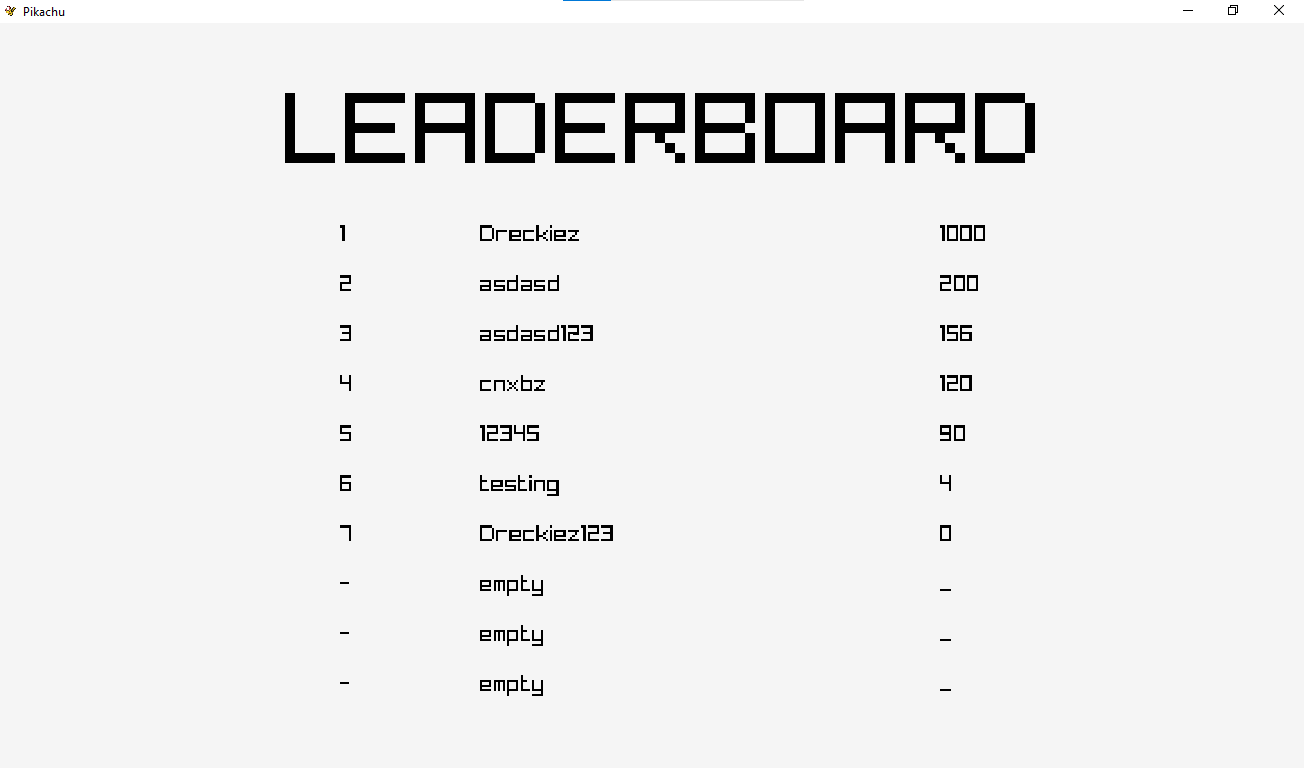 Pikachu
LEADERBOARD
1 Dreckiez 1000
2 asdasd 200
3 asdasd123 156
4 cnxbz 120
5 12345 90
6 testing 4
7 Dreckiez123 0
- empty _
- empty _
- empty _